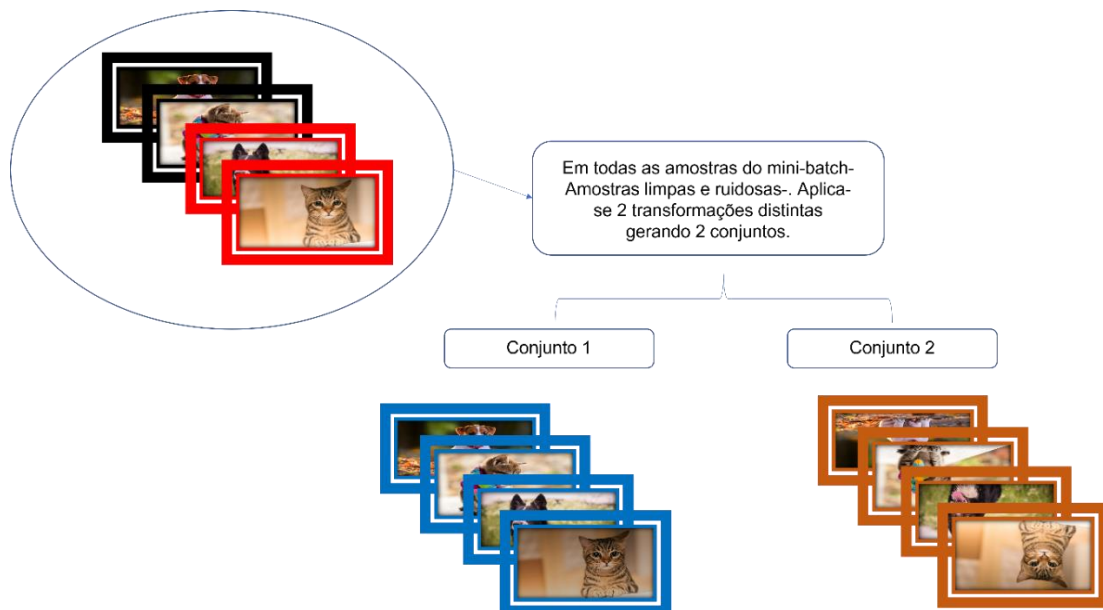 Em todas as amostras do mini-batch-
Amostras limpas e ruidosas-. Aplica-
se 2 transformações distintas
gerando 2 conjuntos.
Conjunto 1
Conjunto 2